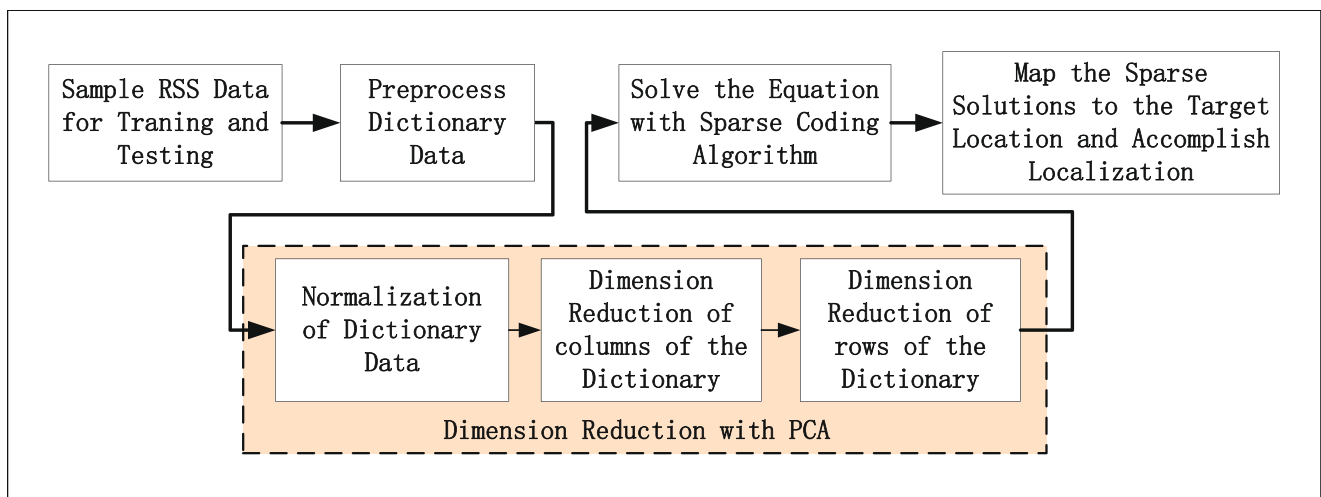 Sample RSS Data
for Traning and
Testing
Preprocess
Dictionary
Data
Solve the Equation
with Sparse Coding
Algorithm
Map the Sparse
Solutions to the Target
Location and Accomplish
Localization
Normalization
of Dictionary
Data
Dimension
Reduction of
columns of the
Dictionary
Dimension
Reduction of
rows of the
Dictionary
Dimension Reduction with PCA